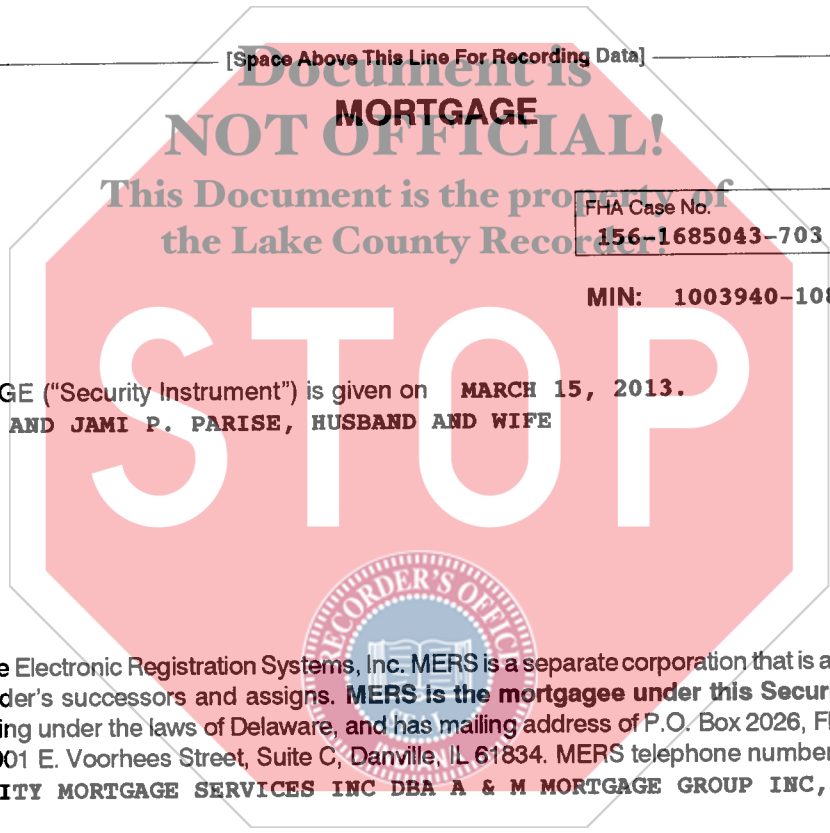 [Space Above This Line For Recording Data]
Document is
MORTGAGE
NOT OFFICIAL!
This Document is the property of
the Lake County Recorder!
FHA Case No.
156-1685043-703
MIN: 1003940-108
STOP
GE ("Security Instrument") is given on MARCH 15, 2013.
AND JAMI P. PARISE, HUSBAND AND WIFE
RECORDER'S OFFICE
e Electronic Registration Systems, Inc. MERS is a separate corporation that is a
der's successors and assigns. MERS is the mortgagee under this Securi
ing under the laws of Delaware, and has mailing address of P.O. Box 2026, Fl
01 E. Voorhees Street, Suite C, Danville, IL 61834. MERS telephone number
ITY MORTGAGE SERVICES INC DBA A & M MORTGAGE GROUP INC,